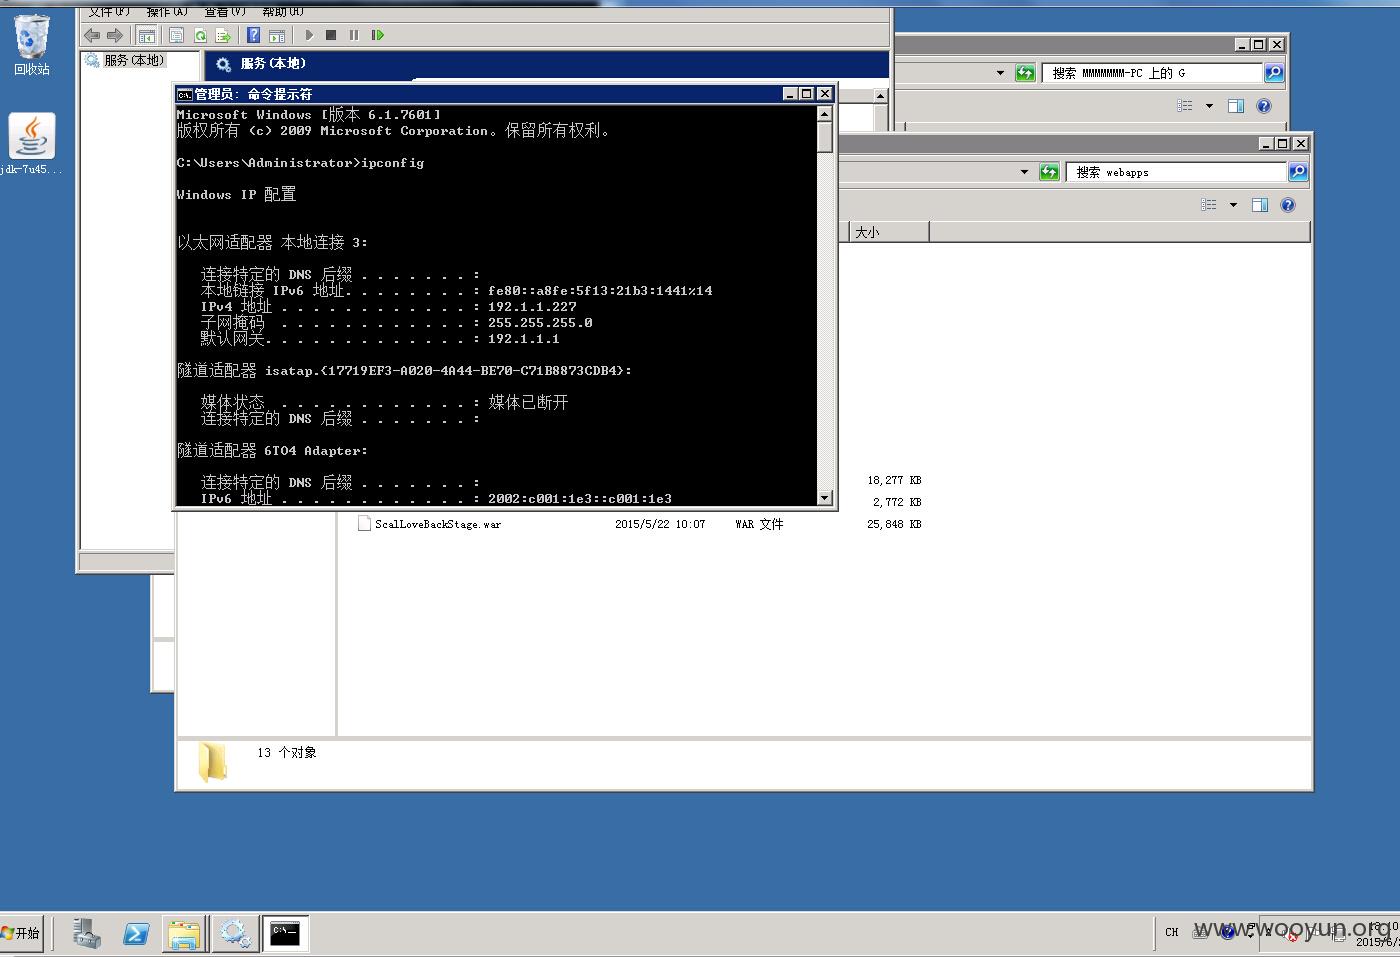 文件(F) 操作(A) 查看(V) 帮助(H)
回收站
服务(本地)
服务(本地)
搜索 MMMMMMM-PC 上的 G
jdk-7u45...
管理员: 命令提示符
Microsoft Windows [版本 6.1.7601]
版权所有 (c) 2009 Microsoft Corporation。保留所有权利。
C:\Users\Administrator>ipconfig
Windows IP 配置
以太网适配器 本地连接 3:
连接特定的 DNS 后缀 . . . . . . . :
本地链接 IPv6 地址. . . . . . . . : fe80::a8fe:5f13:21b3:1441%14
IPv4 地址 . . . . . . . . . . . . : 192.1.1.227
子网掩码 . . . . . . . . . . . . : 255.255.255.0
默认网关. . . . . . . . . . . . . : 192.1.1.1
隧道适配器 isatap.{17719EF3-A020-4A44-BE70-C71B8873CDB4}:
媒体状态 . . . . . . . . . . . . : 媒体已断开
连接特定的 DNS 后缀 . . . . . . . :
隧道适配器 6TO4 Adapter:
连接特定的 DNS 后缀 . . . . . . . :
IPv6 地址 . . . . . . . . . . . . : 2002:c001:1e3::c001:1e3
搜索 webapps
大小
18,277 KB
2,772 KB
ScalLoveBackStage.war 2015/5/22 10:07 WAR 文件 25,848 KB
13 个对象
开始
C:\_
CH
www.wooyun.org